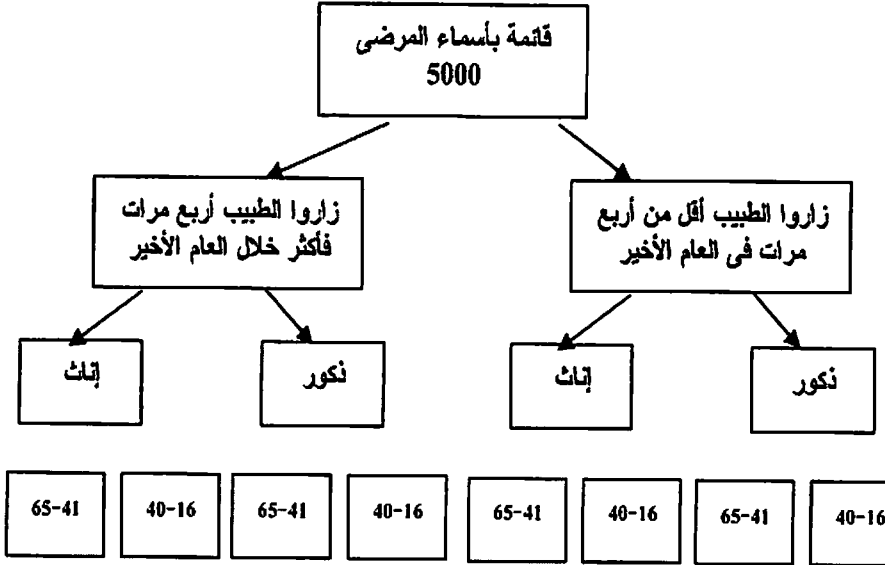 قائمة بأسماء المرضى
5000
زاروا الطبيب أقل من أربع
مرات فى العام الأخير
زاروا الطبيب أربع مرات
فأكثر خلال العام الأخير
ذكور
إناث
ذكور
إناث
40-16
65-41
40-16
65-41
40-16
65-41
40-16
65-41